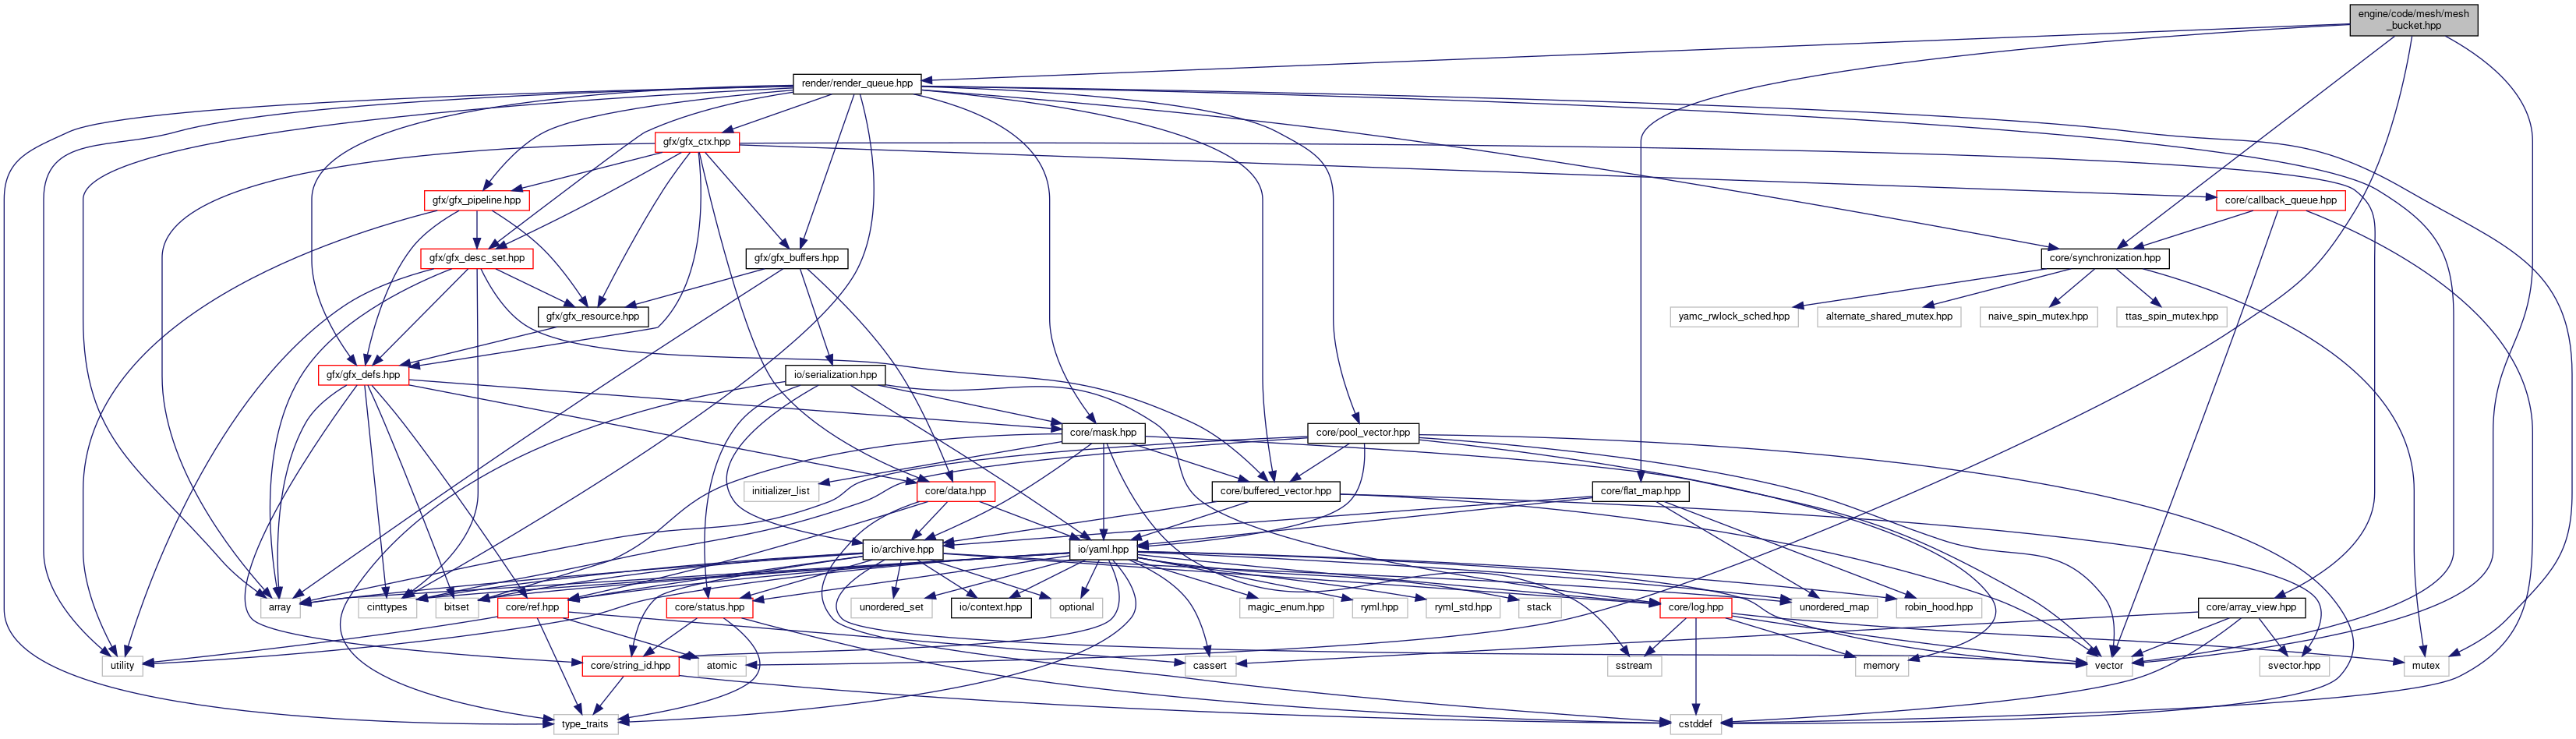 engine/code/mesh/mesh
_bucket.hpp
render/render_queue.hpp
gfx/gfx_ctx.hpp
gfx/gfx_pipeline.hpp
core/callback_queue.hpp
gfx/gfx_desc_set.hpp
gfx/gfx_buffers.hpp
core/synchronization.hpp
gfx/gfx_resource.hpp
yamc_rwlock_sched.hpp
alternate_shared_mutex.hpp
naive_spin_mutex.hpp
ttas_spin_mutex.hpp
gfx/gfx_defs.hpp
io/serialization.hpp
core/mask.hpp
core/pool_vector.hpp
initializer_list
core/data.hpp
core/buffered_vector.hpp
core/flat_map.hpp
io/archive.hpp
io/yaml.hpp
array
cinttypes
bitset
core/ref.hpp
core/status.hpp
unordered_set
io/context.hpp
optional
magic_enum.hpp
ryml.hpp
ryml_std.hpp
stack
core/log.hpp
unordered_map
robin_hood.hpp
core/array_view.hpp
utility
core/string_id.hpp
atomic
cassert
sstream
memory
vector
svector.hpp
mutex
type_traits
cstddef